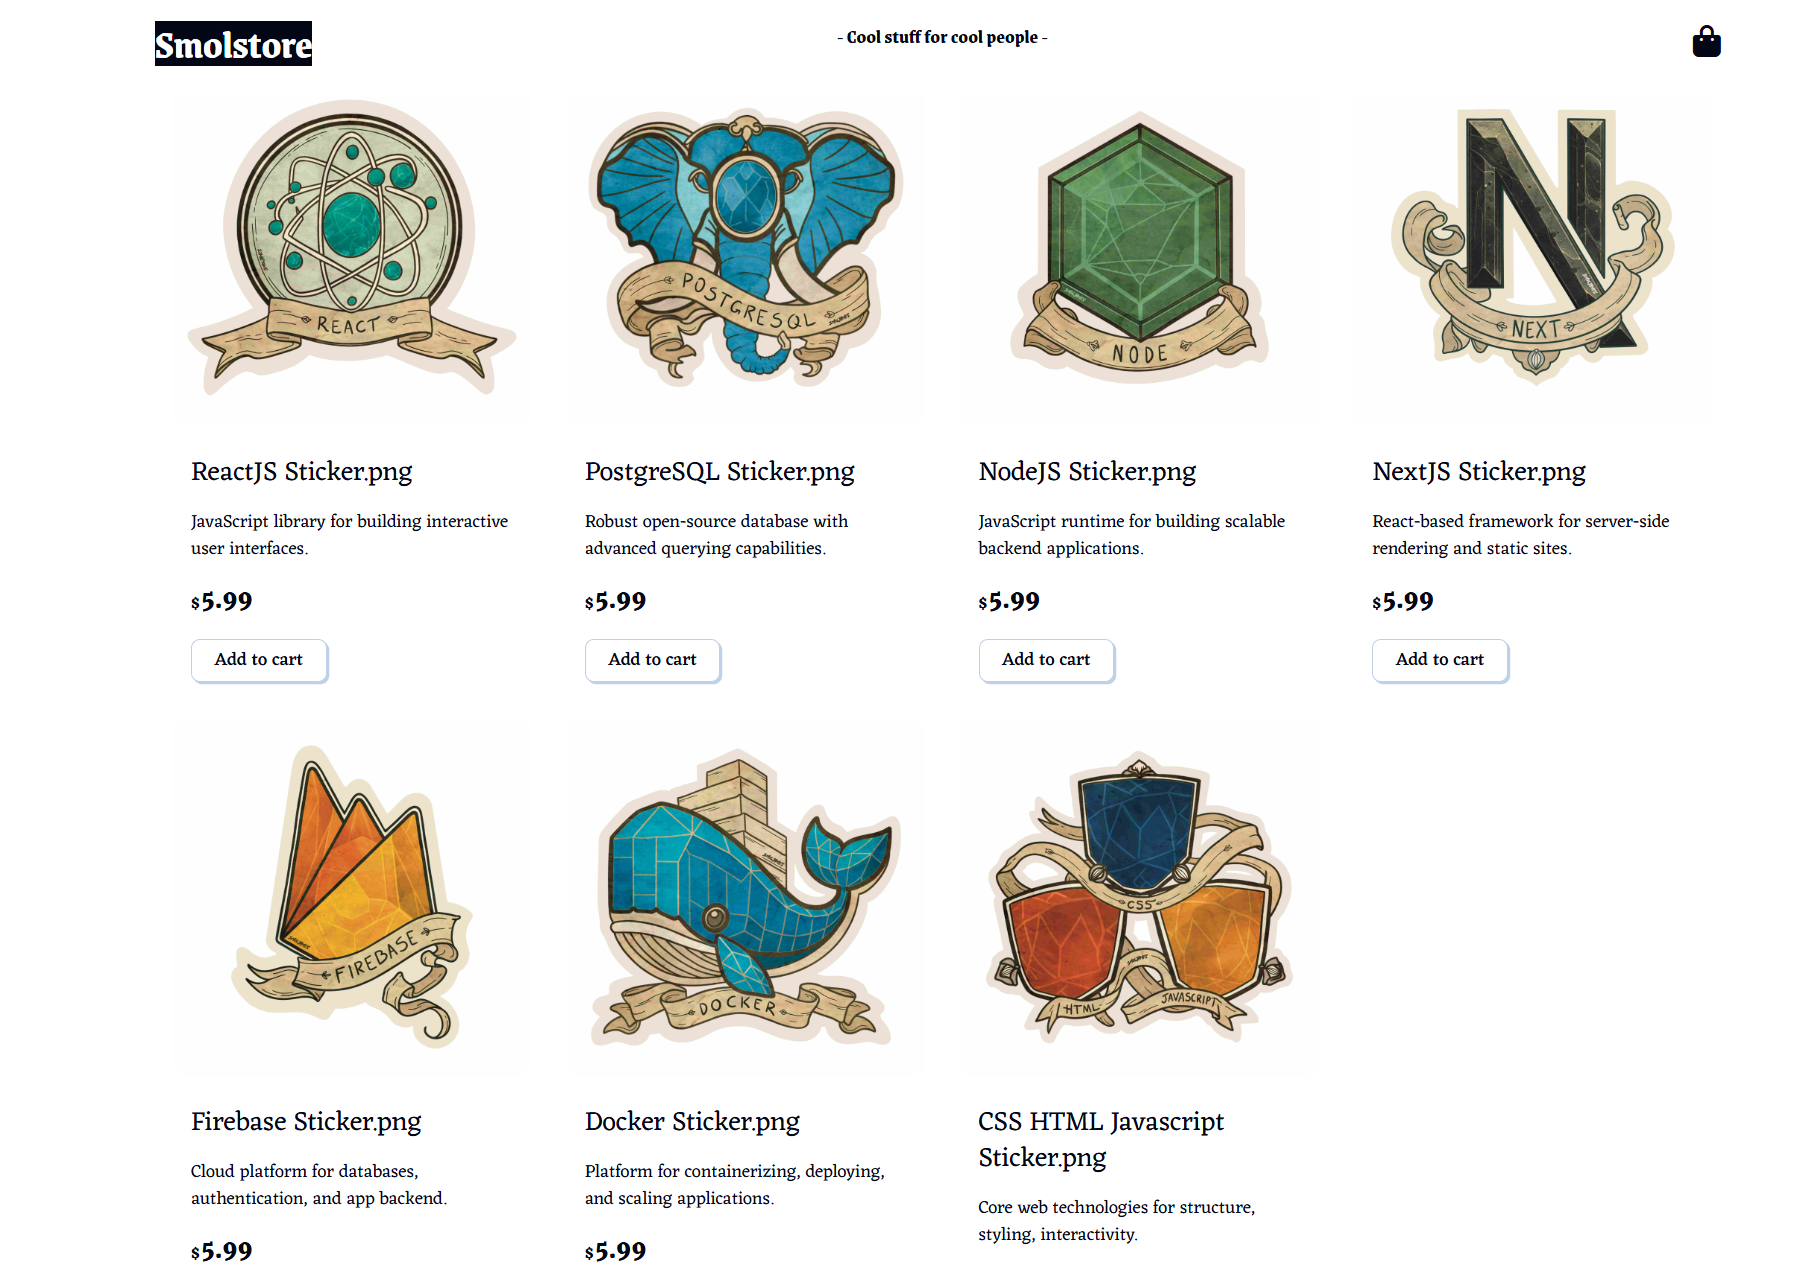 Smolstore
- Cool stuff for cool people -
REACT
POSTGRESQL
NODE
NEXT
ReactJS Sticker.png
JavaScript library for building interactive
user interfaces.
$5.99
Add to cart
PostgreSQL Sticker.png
Robust open-source database with
advanced querying capabilities.
$5.99
Add to cart
NodeJS Sticker.png
JavaScript runtime for building scalable
backend applications.
$5.99
Add to cart
NextJS Sticker.png
React-based framework for server-side
rendering and static sites.
$5.99
Add to cart
FIREBASE
DOCKER
CSS
HTML
JAVASCRIPT
Firebase Sticker.png
Cloud platform for databases,
authentication, and app backend.
$5.99
Docker Sticker.png
Platform for containerizing, deploying,
and scaling applications.
$5.99
CSS HTML Javascript
Sticker.png
Core web technologies for structure,
styling, interactivity.